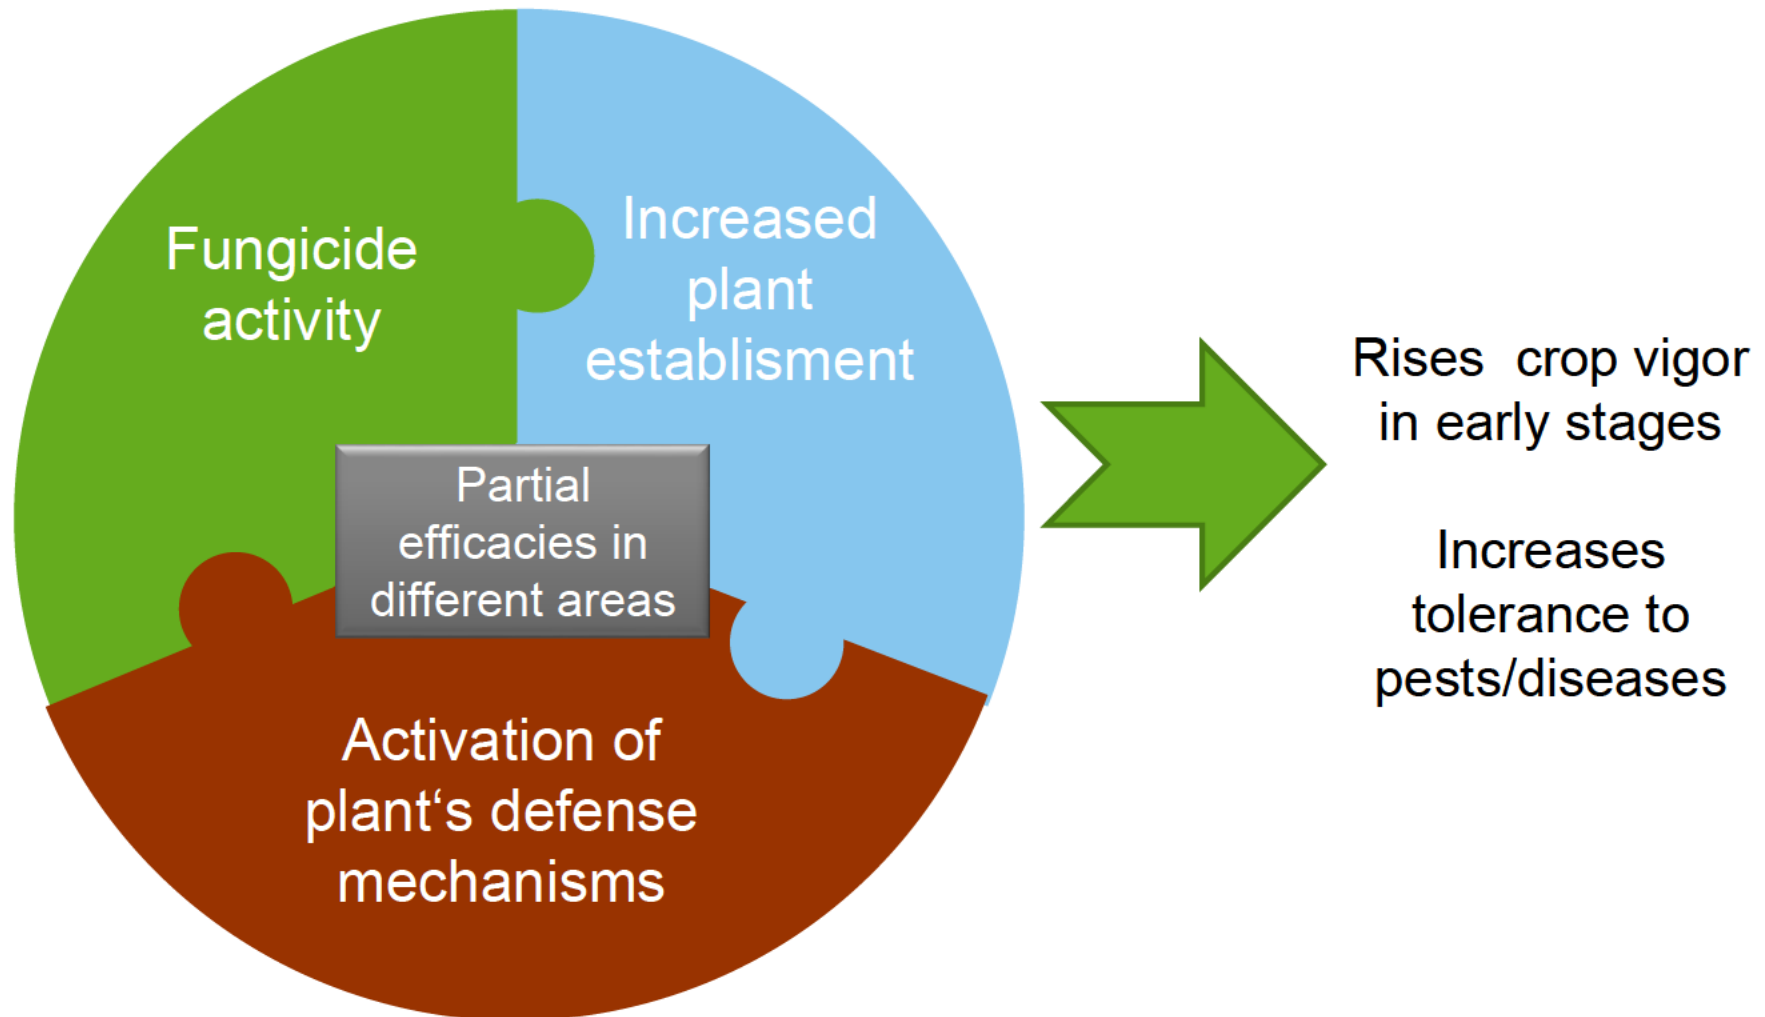 Fungicide
activity
Increased
plant
establisment
Partial
efficacies in
different areas
Activation of
plant‘s defense
mechanisms
Rises  crop vigor
in early stages
Increases
tolerance to
pests/diseases